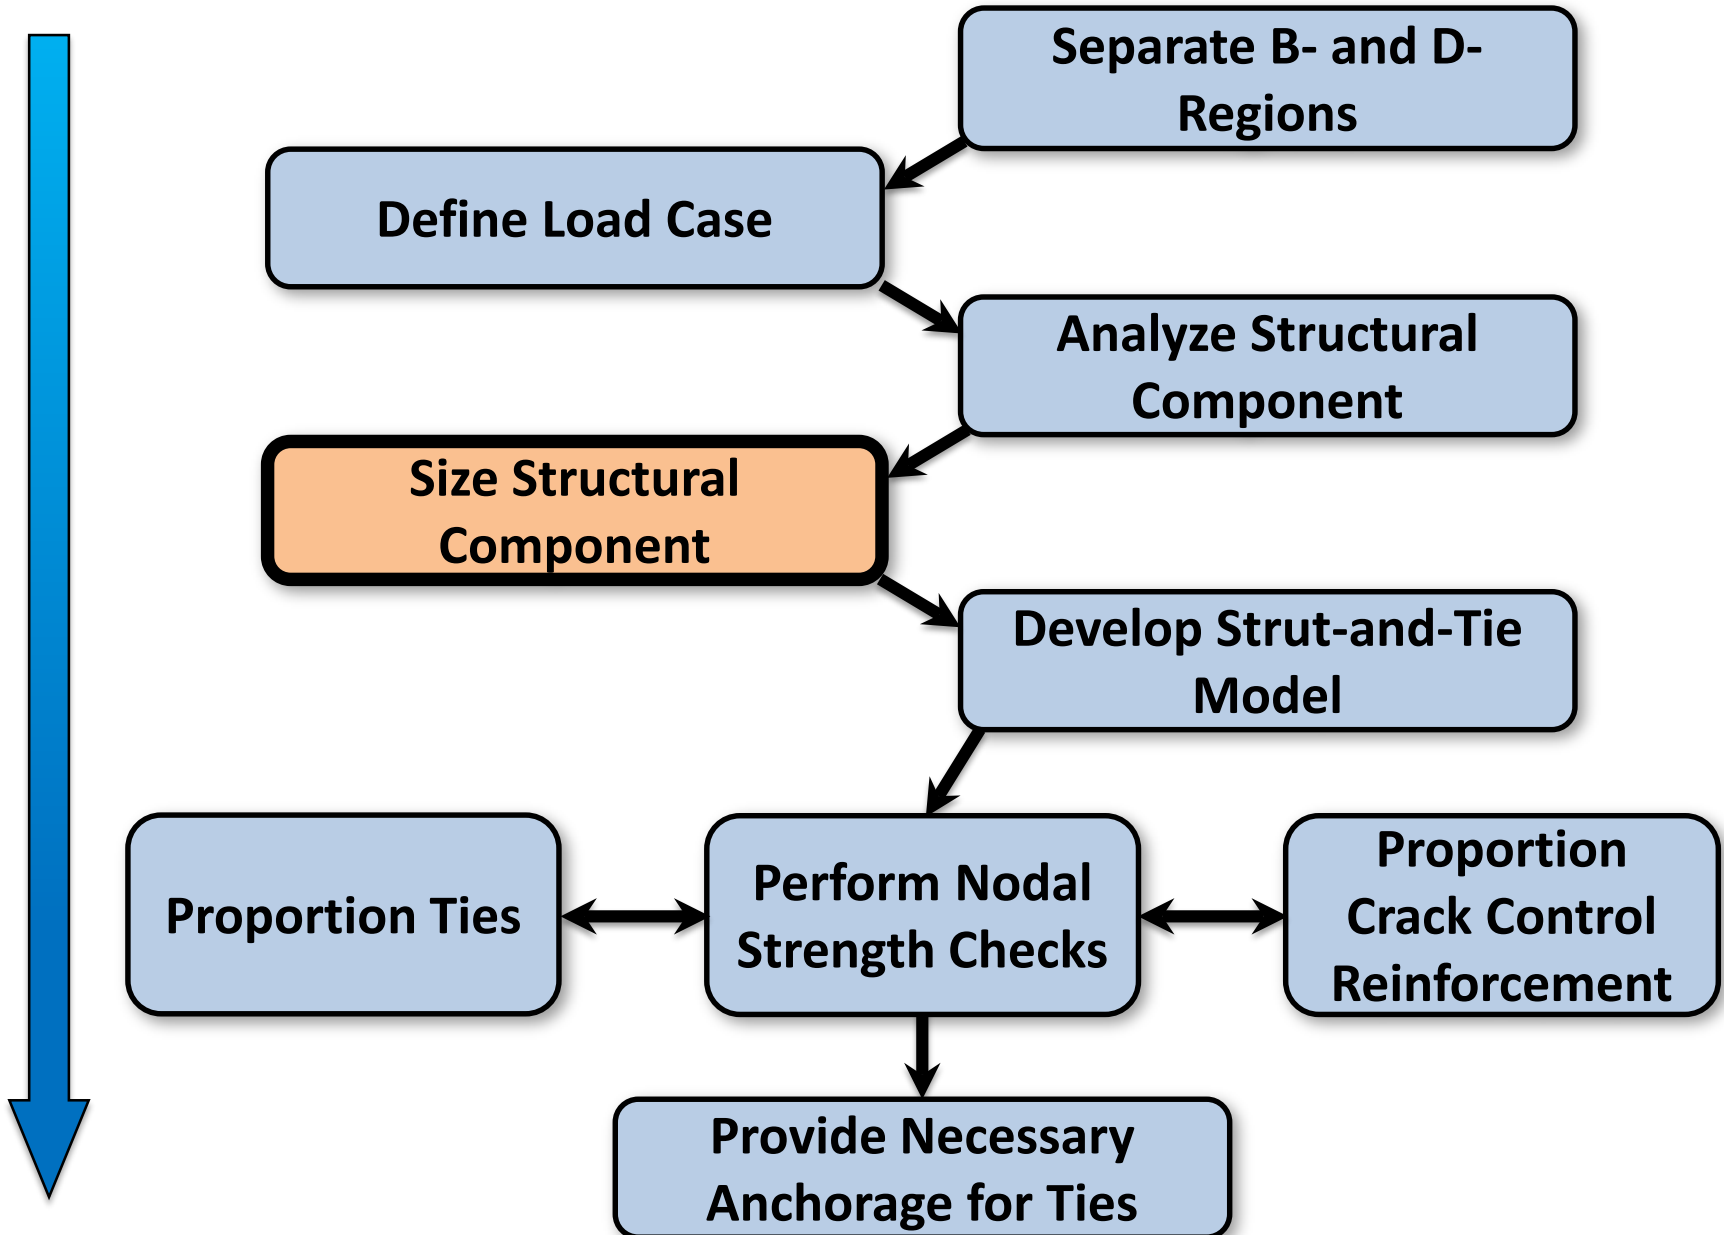 Separate B- and D-
Regions
Define Load Case
Analyze Structural
Component
Size Structural
Component
Develop Strut-and-Tie
Model
Proportion Ties
Perform Nodal
Strength Checks
Proportion
Crack Control
Reinforcement
Provide Necessary
Anchorage for Ties